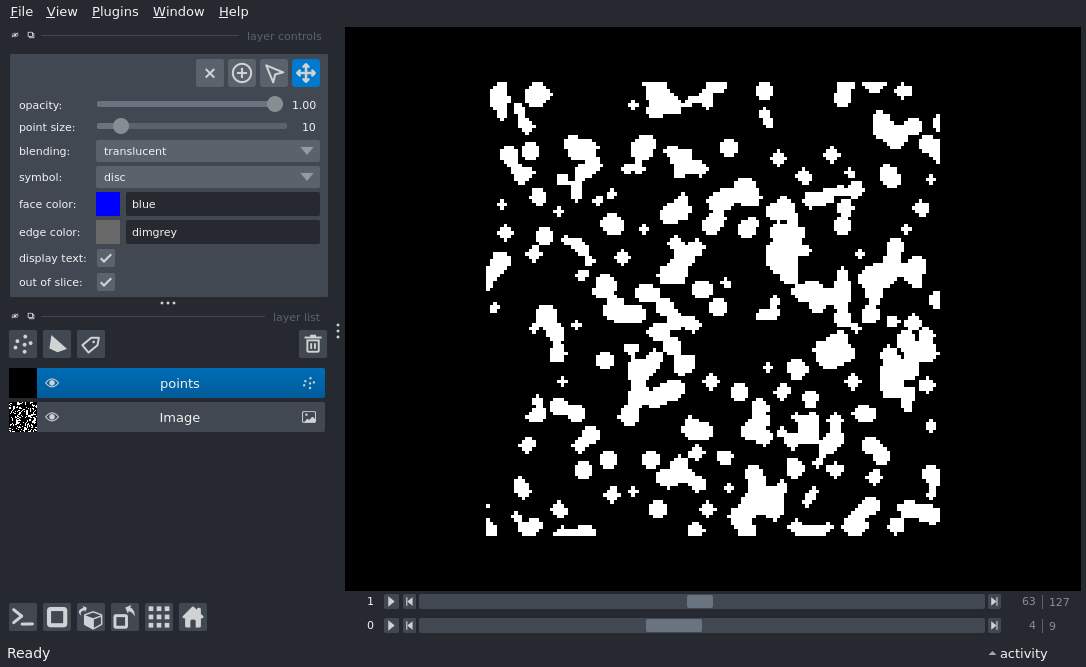 File View Plugins Window Help
layer controls
opacity: 1.00
point size: 10
blending: translucent
symbol: disc
face color: blue
edge color: dimgrey
display text:
out of slice:
layer list
points
Image
1 63 127
0 4 9
Ready activity